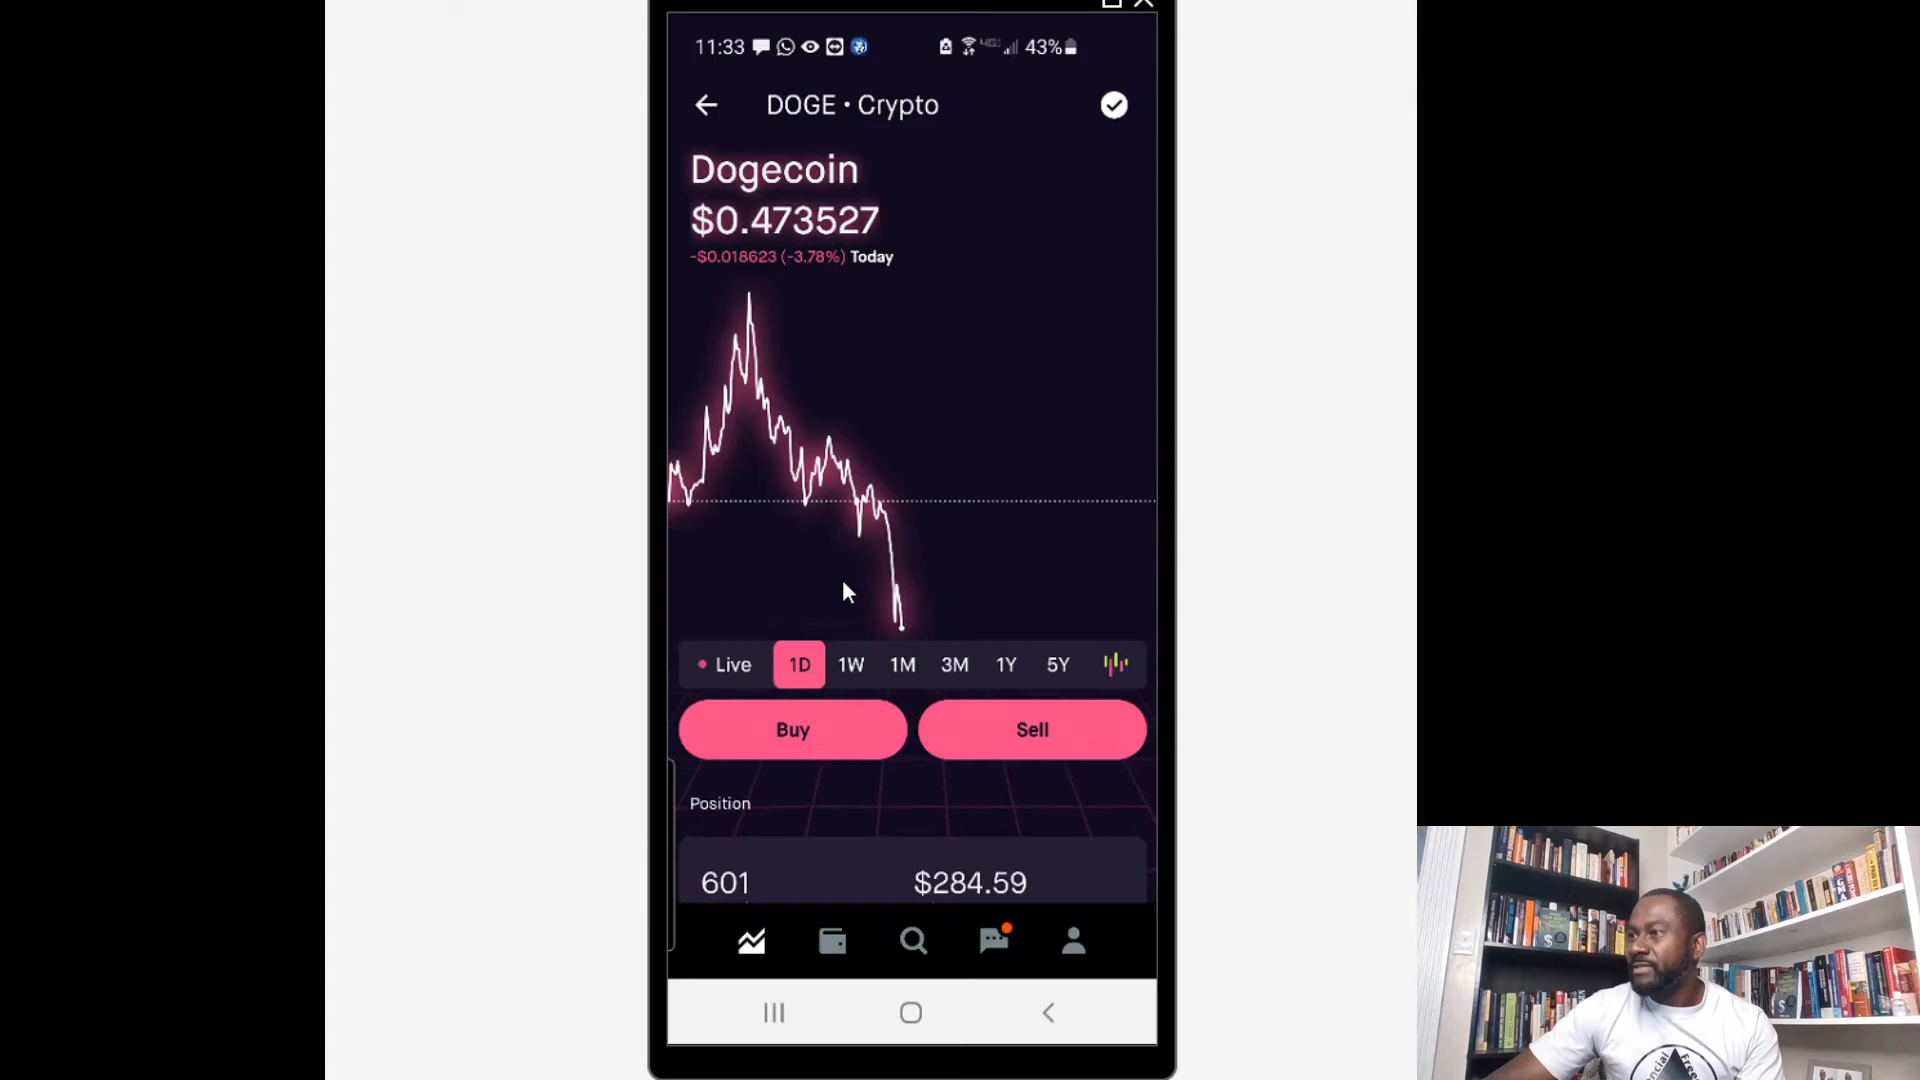 11:33
43%
DOGE • Crypto
Dogecoin
$0.473527
-$0.018623 (-3.78%) Today
Live 1D 1W 1M 3M 1Y 5Y
Buy Sell
Position
601 $284.59